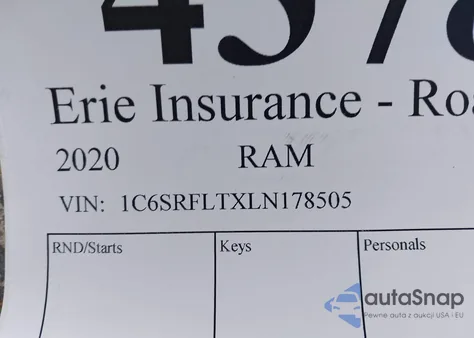 Erie Insurance - Ro
2020 RAM
VIN: 1C6SRFLTXLN178505
RND/Starts Keys Personals
autaSnap
Pewne auta z aukcji USA i EU